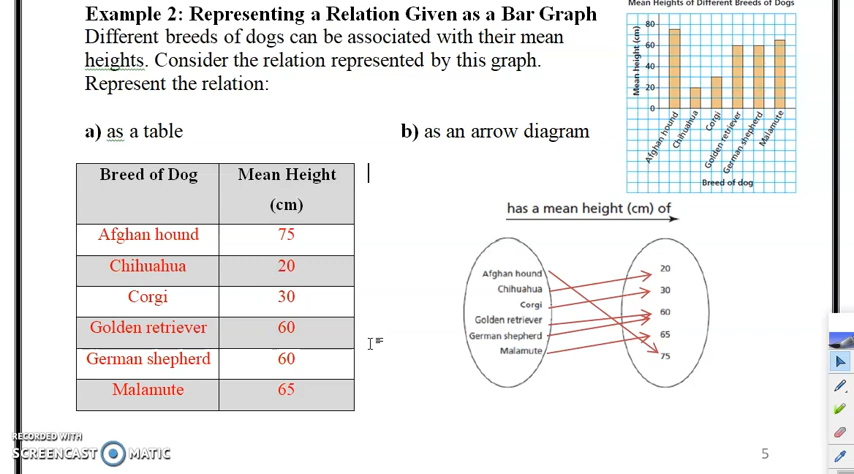 Example 2: Representing a Relation Given as a Bar Graph
Different breeds of dogs can be associated with their mean
heights. Consider the relation represented by this graph.
Represent the relation:
Mean Heights of Different Breeds of Dogs
Mean height (cm)
80
60
40
20
0
Afghan hound
Chihuahua
Corgi
Golden retriever
German shepherd
Malamute
Breed of dog
a) as a table
b) as an arrow diagram
Breed of Dog Mean Height
(cm)
Afghan hound 75
Chihuahua 20
Corgi 30
Golden retriever 60
German shepherd 60
Malamute 65
has a mean height (cm) of
Afghan hound
Chihuahua
Corgi
Golden retriever
German shepherd
Malamute
20
30
60
65
75
RECORDED WITH
SCREENCAST MATIC
5